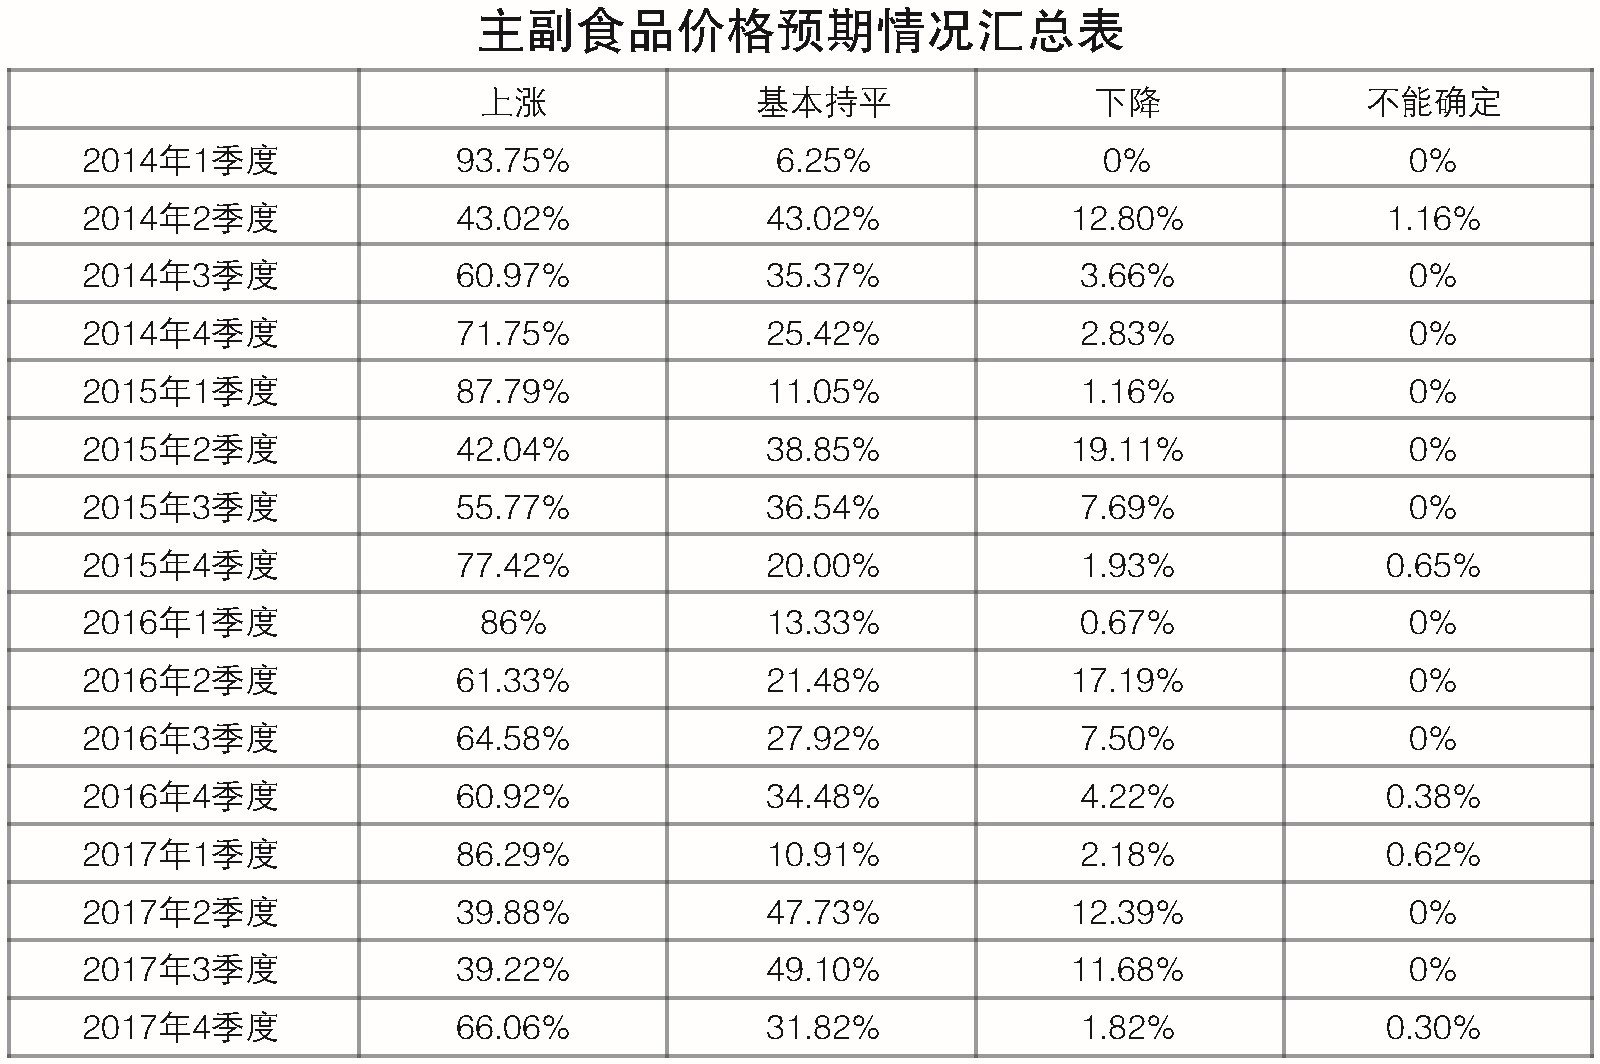 主副食品价格预期情况汇总表
上涨 基本持平 下降 不能确定
2014年1季度 93.75% 6.25% 0% 0%
2014年2季度 43.02% 43.02% 12.80% 1.16%
2014年3季度 60.97% 35.37% 3.66% 0%
2014年4季度 71.75% 25.42% 2.83% 0%
2015年1季度 87.79% 11.05% 1.16% 0%
2015年2季度 42.04% 38.85% 19.11% 0%
2015年3季度 55.77% 36.54% 7.69% 0%
2015年4季度 77.42% 20.00% 1.93% 0.65%
2016年1季度 86% 13.33% 0.67% 0%
2016年2季度 61.33% 21.48% 17.19% 0%
2016年3季度 64.58% 27.92% 7.50% 0%
2016年4季度 60.92% 34.48% 4.22% 0.38%
2017年1季度 86.29% 10.91% 2.18% 0.62%
2017年2季度 39.88% 47.73% 12.39% 0%
2017年3季度 39.22% 49.10% 11.68% 0%
2017年4季度 66.06% 31.82% 1.82% 0.30%